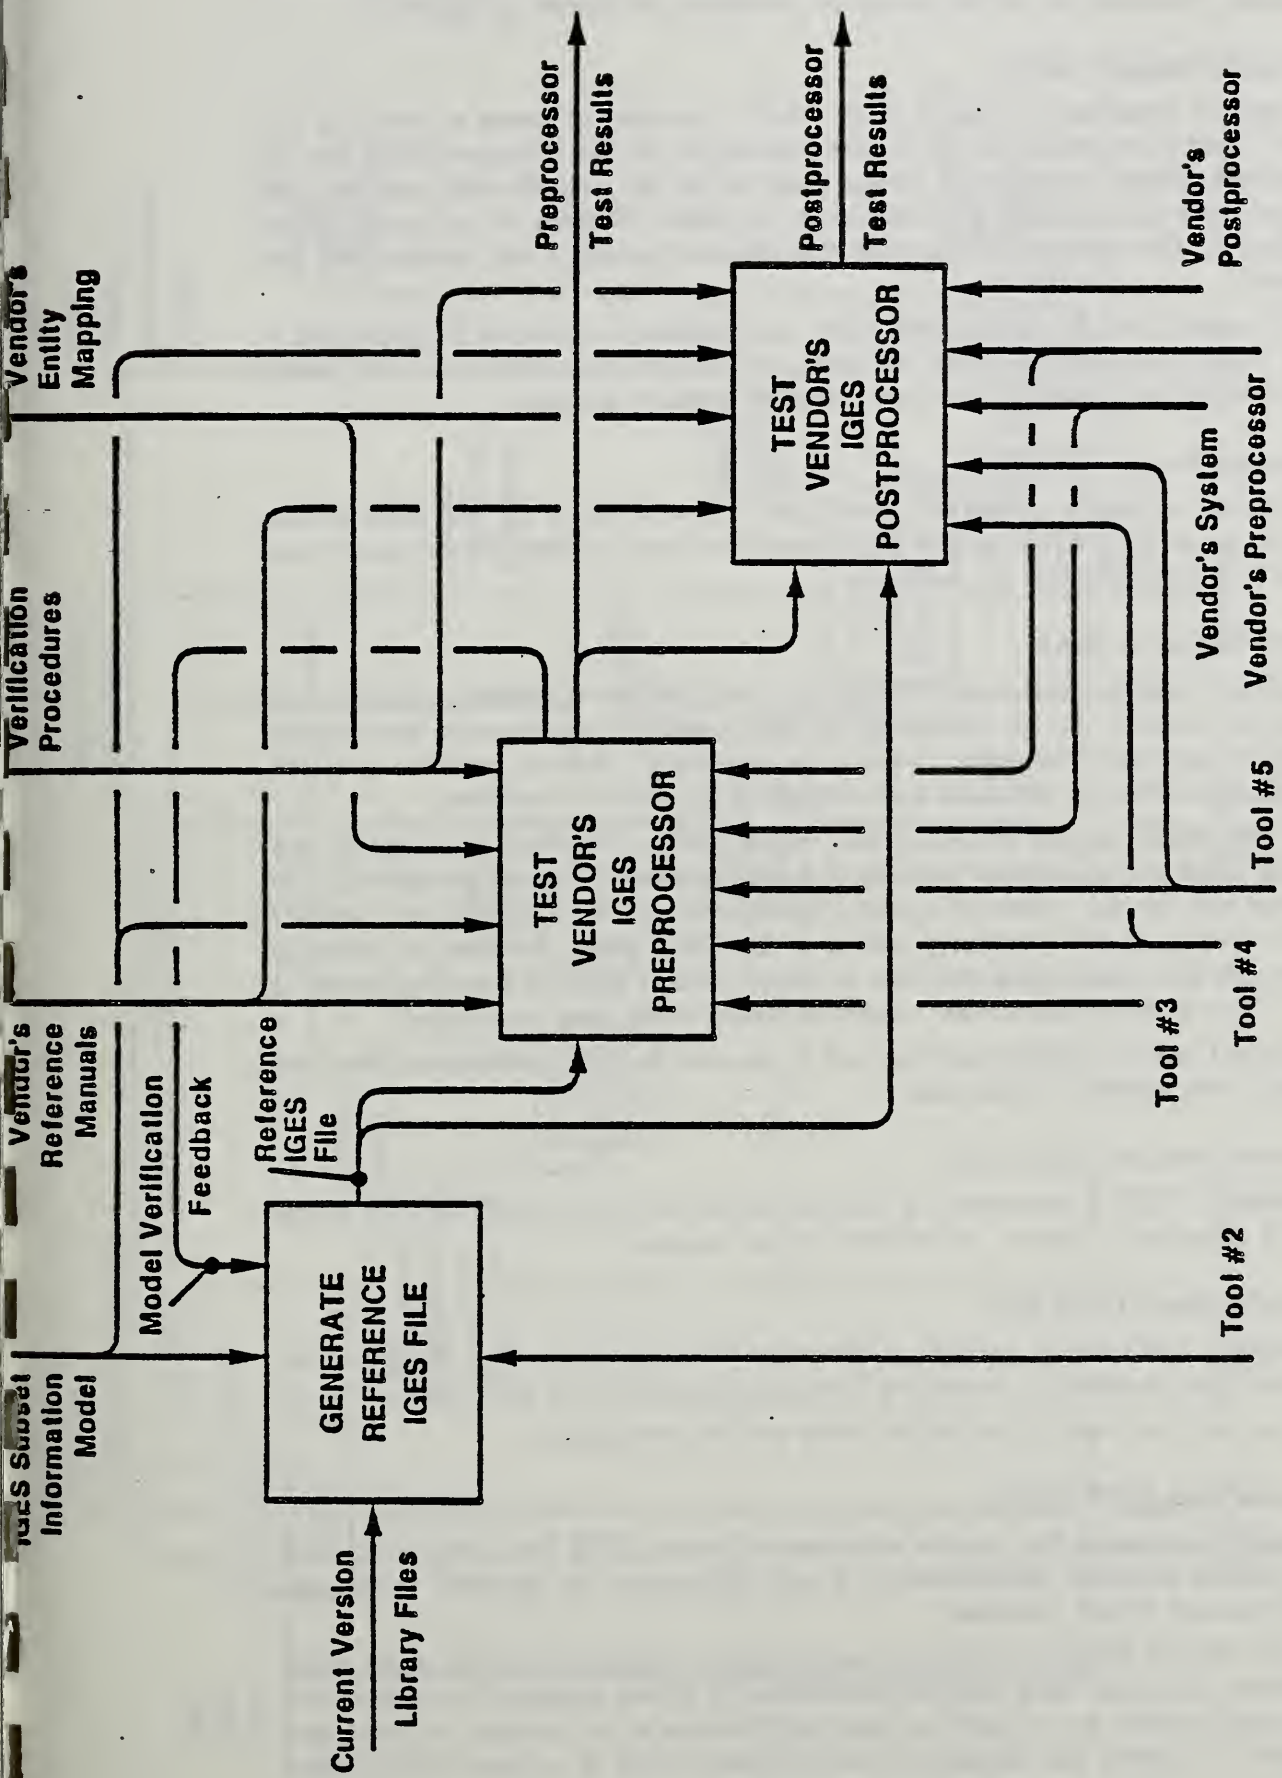 IGES Subset
Information
Model
Vendor's
Reference
Manuals
Verification
Procedures
Vendor's
Entity
Mapping
Model Verification
Feedback
Current Version
Library Files
GENERATE
REFERENCE
IGES FILE
Reference
IGES
File
TEST
VENDOR'S
IGES
PREPROCESSOR
Preprocessor
Test Results
TEST
VENDOR'S
IGES
POSTPROCESSOR
Postprocessor
Test Results
Tool #2
Tool #3
Tool #4
Tool #5
Vendor's System
Vendor's Preprocessor
Vendor's
Postprocessor